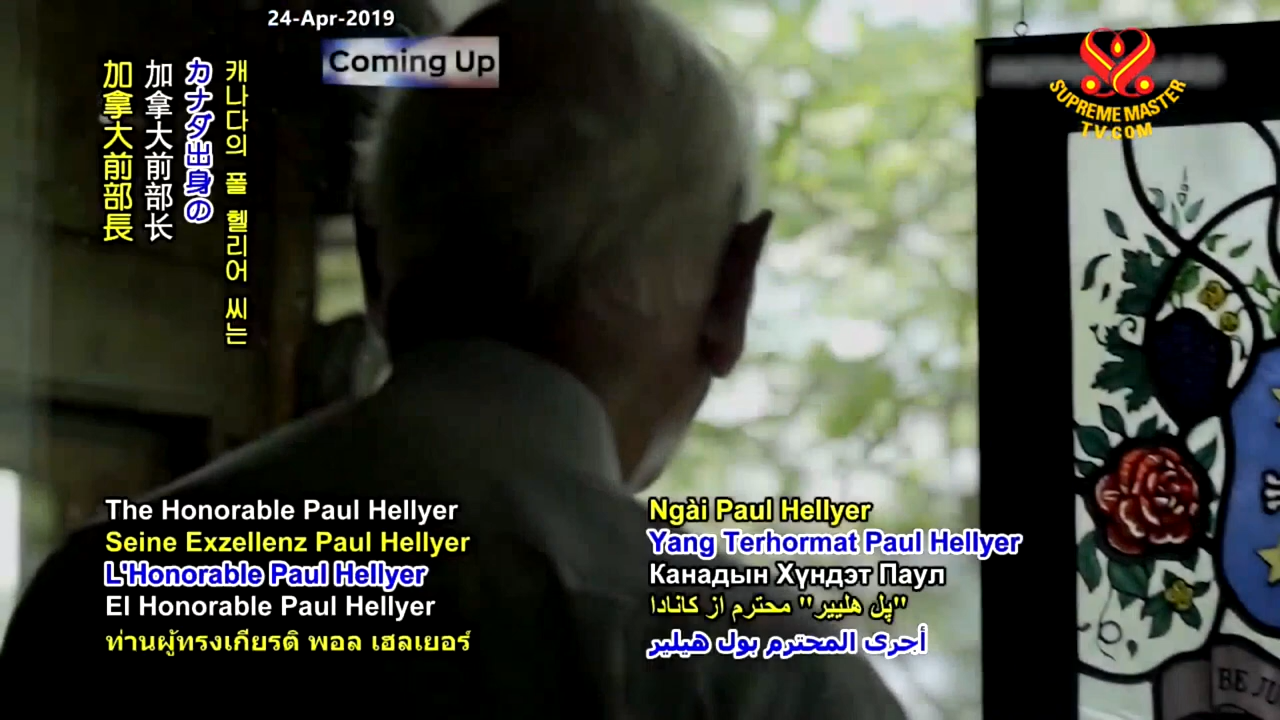 24-Apr-2019
Coming Up
SUPREME MASTER
TV.COM
캐나다의 폴 헬리어 씨는
カナダ出身の
加拿大前部长
加拿大前部長
The Honorable Paul Hellyer
Seine Exzellenz Paul Hellyer
L'Honorable Paul Hellyer
El Honorable Paul Hellyer
ท่านผู้ทรงเกียรติ พอล เฮลเยอร์
Ngài Paul Hellyer
Yang Terhormat Paul Hellyer
Канадын Хүндэт Паул
"پل هلییر" محترم از کانادا
أجرى المحترم بول هيلير
BE JU